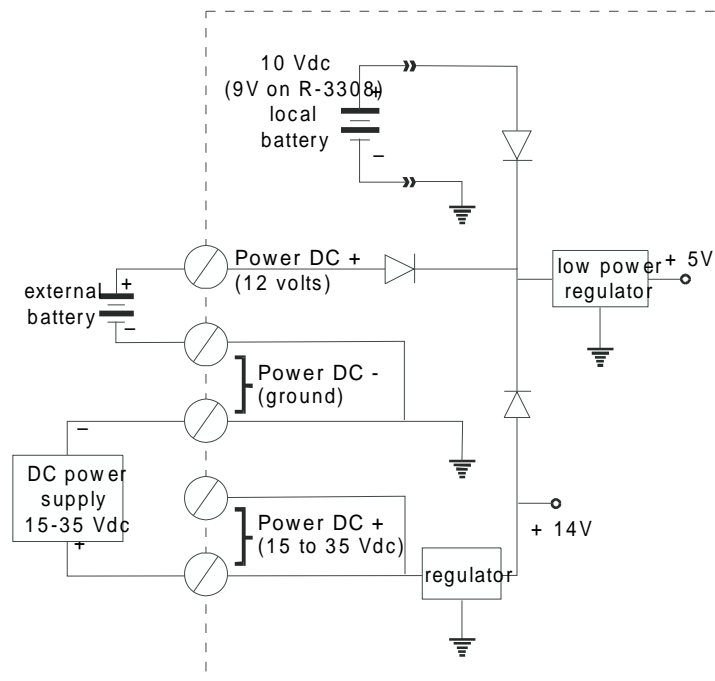 10 Vdc
(9V on R-3308)
local
battery
+
–
Power DC +
(12 volts)
low power
regulator
+ 5V
external
battery
+
–
Power DC -
(ground)
–
DC power
supply
15-35 Vdc
+
Power DC +
(15 to 35 Vdc)
+ 14V
regulator